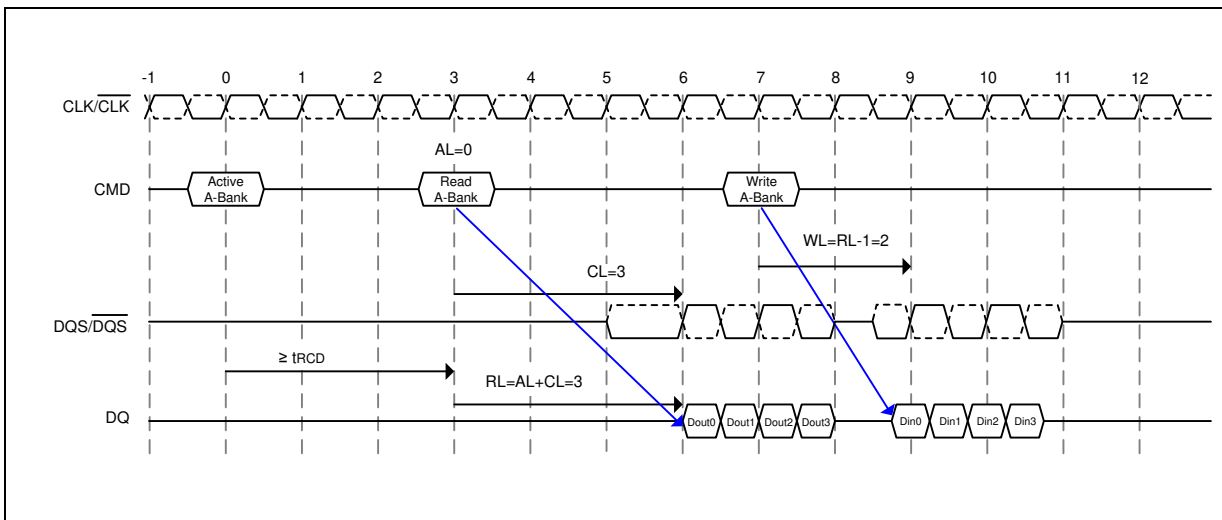 -1 0 1 2 3 4 5 6 7 8 9 10 11 12
CLK/C̅L̅K̅
AL=0
CMD
Active
A-Bank
Read
A-Bank
Write
A-Bank
WL=RL-1=2
CL=3
DQS/D̅Q̅S̅
≥ tRCD
RL=AL+CL=3
DQ
Dout0 Dout1 Dout2 Dout3 Din0 Din1 Din2 Din3